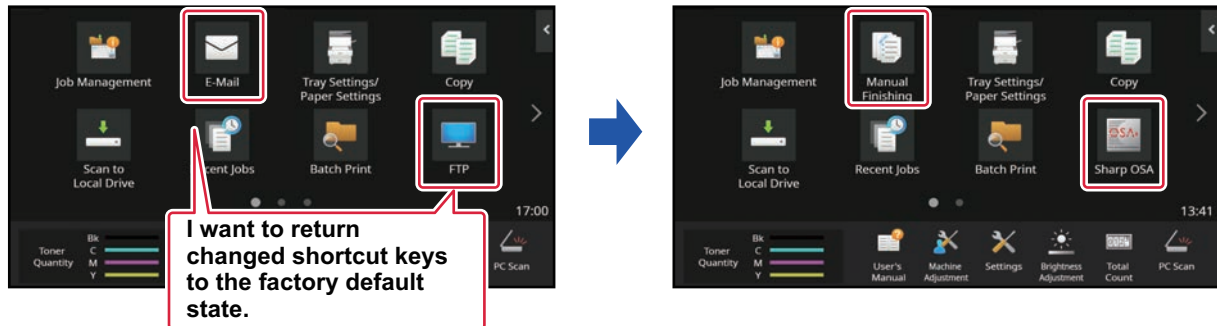 Job Management
E-Mail
Tray Settings/
Paper Settings
Copy
Scan to
Local Drive
cent Jobs
Batch Print
FTP
17:00
Toner
Quantity
Bk
C
M
Y
PC Scan
I want to return
changed shortcut keys
to the factory default
state.
Job Management
Manual
Finishing
Tray Settings/
Paper Settings
Copy
Scan to
Local Drive
Recent Jobs
Batch Print
OSA
Sharp OSA
13:41
Toner
Quantity
Bk
C
M
Y
User's
Manual
Machine
Adjustment
Settings
Brightness
Adjustment
Total
Count
PC Scan